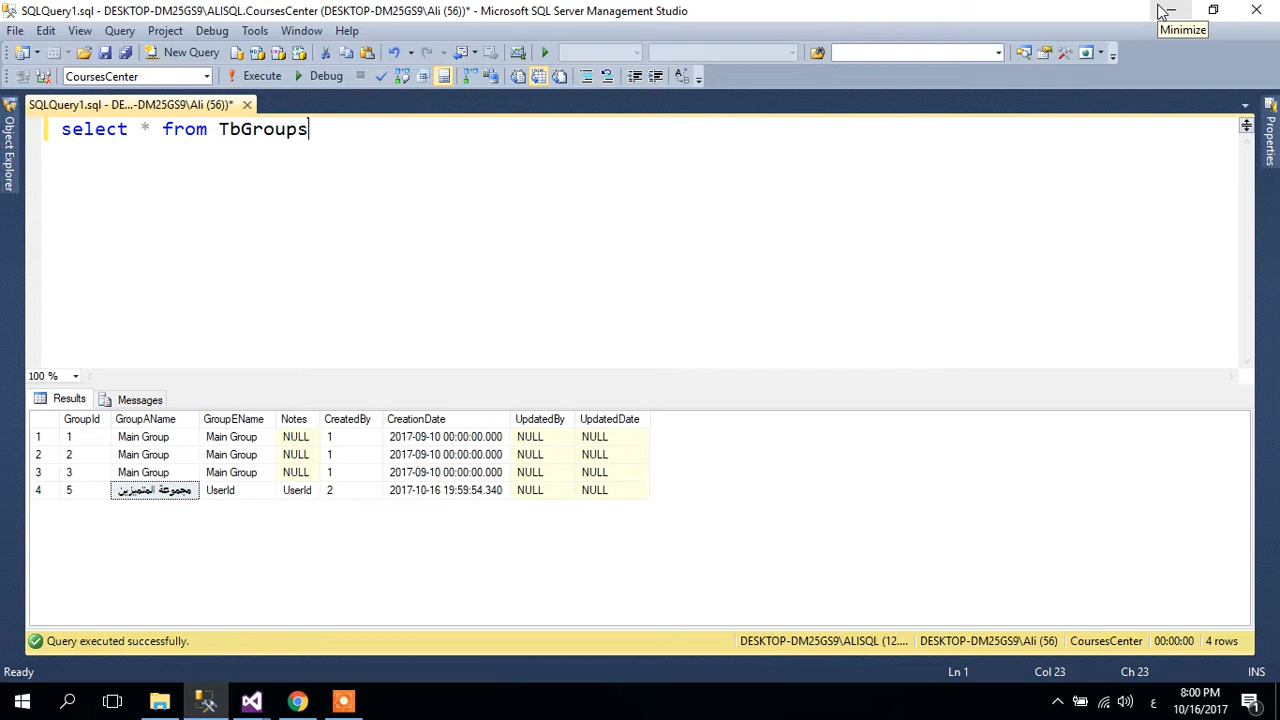 SQLQuery1.sql - DESKTOP-DM25GS9\ALISQL.CoursesCenter (DESKTOP-DM25GS9\Ali (56))* - Microsoft SQL Server Management Studio
Minimize
File Edit View Query Project Debug Tools Window Help
New Query
CoursesCenter Execute Debug
SQLQuery1.sql - DE...-DM25GS9\Ali (56))*
Object Explorer
Properties
select * from TbGroups
100 %
Results Messages
GroupId GroupAName GroupEName Notes CreatedBy CreationDate UpdatedBy UpdatedDate
1 1 Main Group Main Group NULL 1 2017-09-10 00:00:00.000 NULL NULL
2 2 Main Group Main Group NULL 1 2017-09-10 00:00:00.000 NULL NULL
3 3 Main Group Main Group NULL 1 2017-09-10 00:00:00.000 NULL NULL
4 5 مجموعة المتميزين UserId UserId 2 2017-10-16 19:59:54.340 NULL NULL
Query executed successfully. DESKTOP-DM25GS9\ALISQL (12.... DESKTOP-DM25GS9\Ali (56) CoursesCenter 00:00:00 4 rows
Ready Ln 1 Col 23 Ch 23 INS
ع 8:00 PM
10/16/2017 1